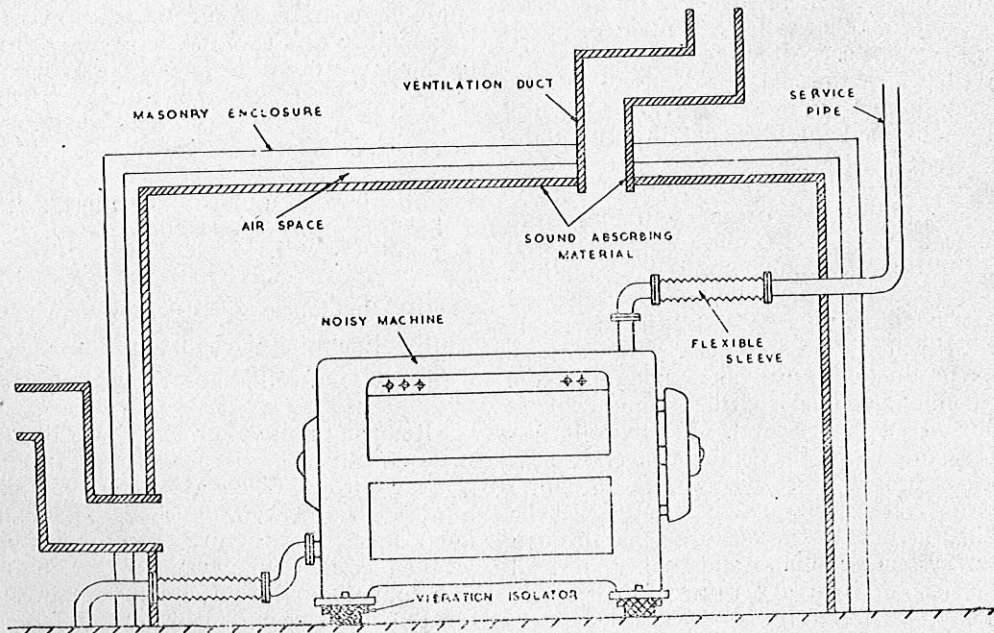 VENTILATION DUCT
SERVICE
PIPE
MASONRY ENCLOSURE
AIR SPACE
SOUND ABSORBING
MATERIAL
NOISY MACHINE
FLEXIBLE
SLEEVE
VIBRATION ISOLATOR